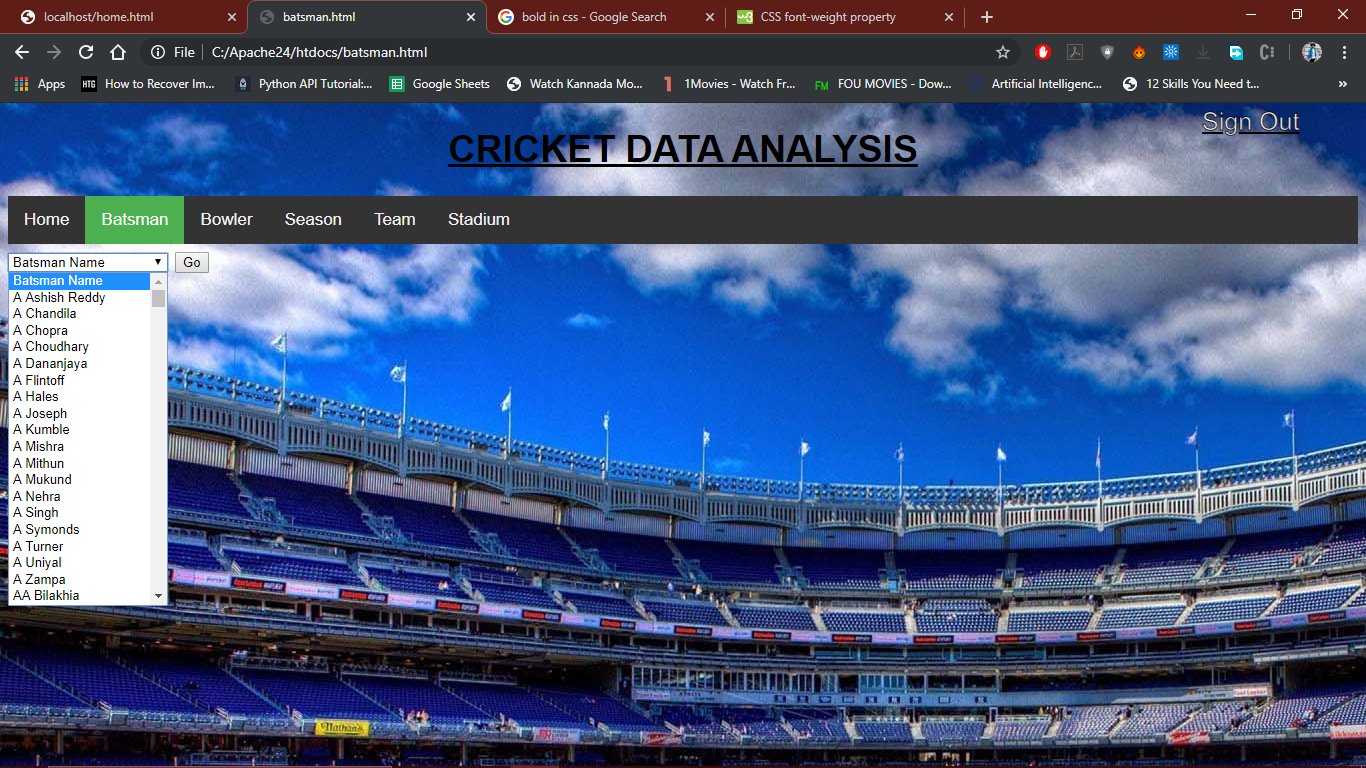 localhost/home.html
batsman.html
bold in css - Google Search
CSS font-weight property
File
C:/Apache24/htdocs/batsman.html
Apps
HTG
How to Recover Im...
Python API Tutorial:...
Google Sheets
Watch Kannada Mo...
1Movies - Watch Fr...
FM
FOU MOVIES - Dow...
Artificial Intelligenc...
12 Skills You Need t...
»
Sign Out
CRICKET DATA ANALYSIS
Home Batsman Bowler Season Team Stadium
Batsman Name Go
Batsman Name
A Ashish Reddy
A Chandila
A Chopra
A Choudhary
A Dananjaya
A Flintoff
A Hales
A Joseph
A Kumble
A Mishra
A Mithun
A Mukund
A Nehra
A Singh
A Symonds
A Turner
A Uniyal
A Zampa
AA Bilakhia
Nathan's